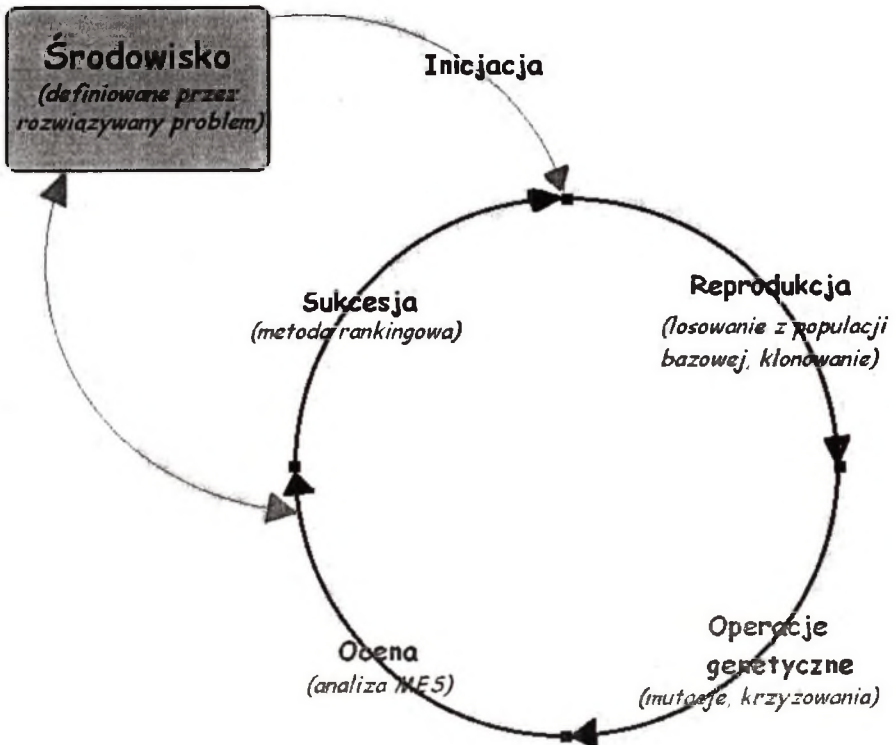 Środowisko
(definiowane przez
rozwiązywany problem)
Inicjacja
Sukcesja
(metoda rankingowa)
Reprodukcja
(losowanie z populacji
bazowej, klonowanie)
Ocena
(analiza MES)
Operacje
genetyczne
(mutacje, krzyżowania)